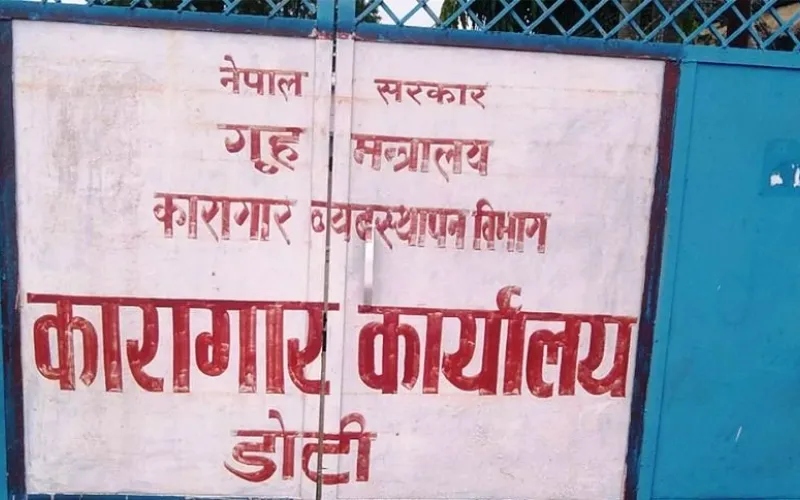 नेपाल सरकार
गृह मन्त्रालय
कारागार व्यवस्थापन विभाग
कारागार कार्यालय
डोटी